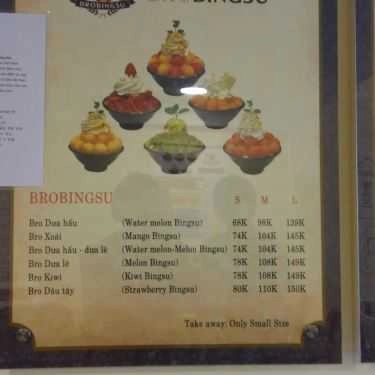 BROBINGSU
BROBINGSU
BROBINGSU S M L
Bro Dưa hấu (Water melon Bingsu) 68K 98K 139K
Bro Xoài (Mango Bingsu) 74K 104K 145K
Bro Dưa hấu - dưa lê (Water melon-Melon Bingsu) 74K 104K 145K
Bro Dưa lê (Melon Bingsu) 78K 108K 149K
Bro Kiwi (Kiwi Bingsu) 78K 108K 149K
Bro Dâu tây (Strawberry Bingsu) 80K 110K 150K
Take away: Only Small Size